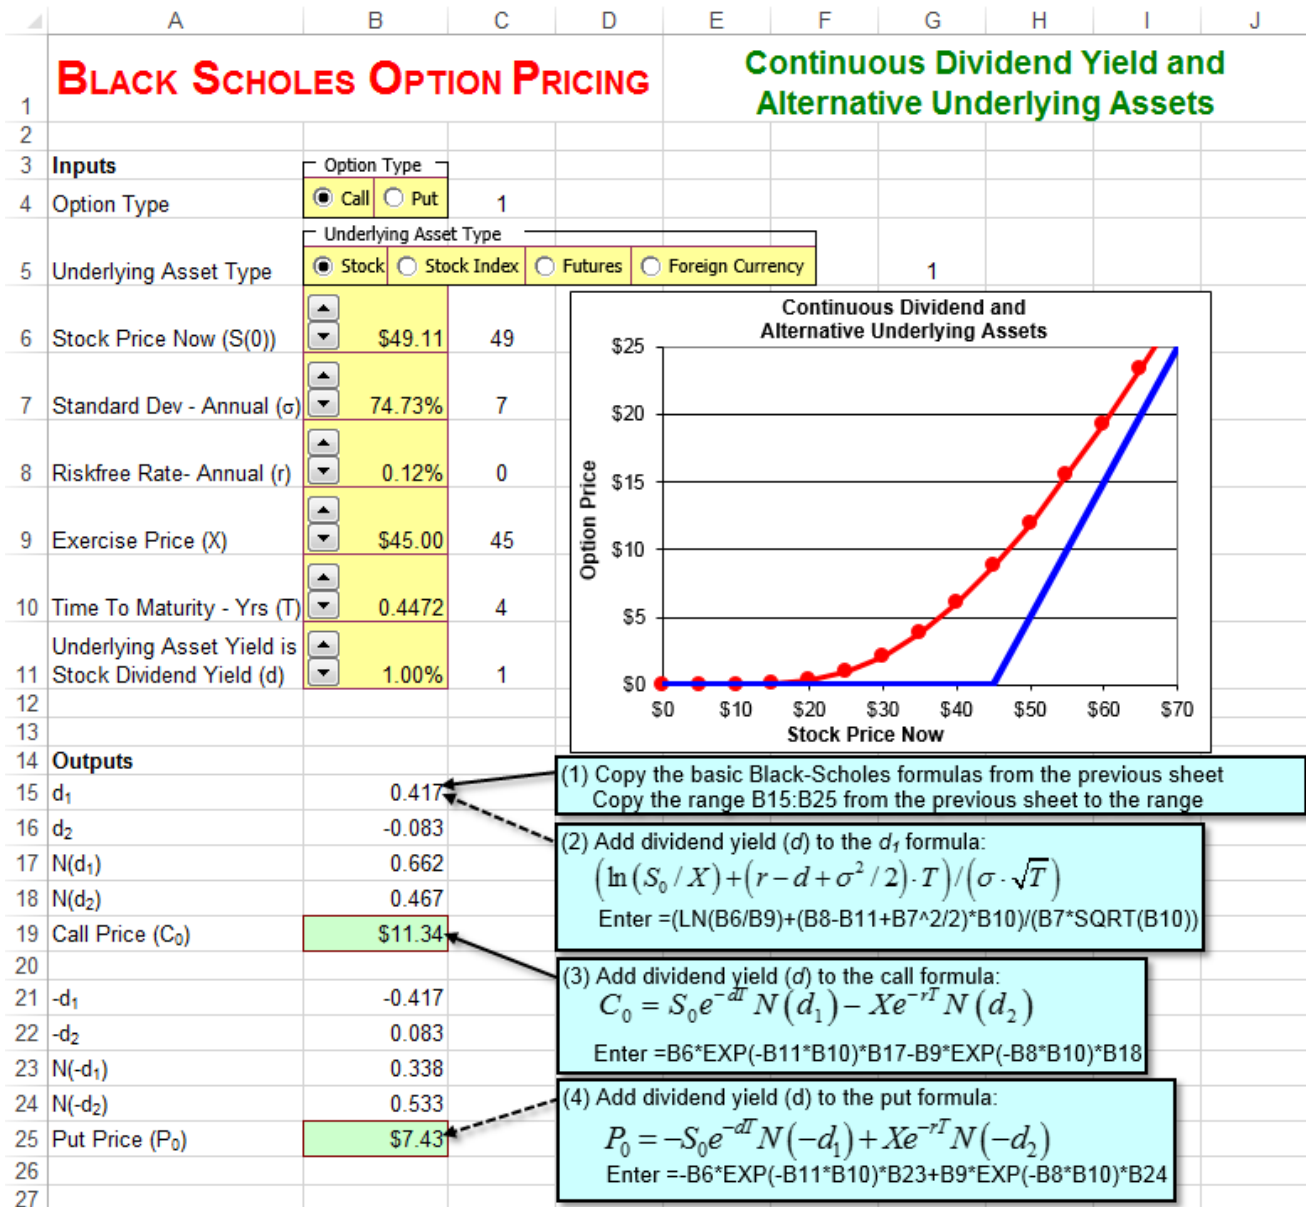 A B C D E F G H I J
1 BLACK SCHOLES OPTION PRICING Continuous Dividend Yield and
Alternative Underlying Assets
2
3 Inputs Option Type
4 Option Type Call Put 1
Underlying Asset Type
5 Underlying Asset Type Stock Stock Index Futures Foreign Currency 1
6 Stock Price Now (S(0)) $49.11 49
7 Standard Dev - Annual (σ) 74.73% 7
8 Riskfree Rate- Annual (r) 0.12% 0
9 Exercise Price (X) $45.00 45
10 Time To Maturity - Yrs (T) 0.4472 4
Underlying Asset Yield is
11 Stock Dividend Yield (d) 1.00% 1
Continuous Dividend and
Alternative Underlying Assets
Option Price
$25
$20
$15
$10
$5
$0
$0 $10 $20 $30 $40 $50 $60 $70
Stock Price Now
12
13
14 Outputs
15 d₁ 0.417
16 d₂ -0.083
17 N(d₁) 0.662
18 N(d₂) 0.467
19 Call Price (C₀) $11.34
20
21 -d₁ -0.417
22 -d₂ 0.083
23 N(-d₁) 0.338
24 N(-d₂) 0.533
25 Put Price (P₀) $7.43
26
27
(1) Copy the basic Black-Scholes formulas from the previous sheet
Copy the range B15:B25 from the previous sheet to the range
(2) Add dividend yield (d) to the d₁ formula:
(ln(S₀/X)+(r−d+σ²/2)·T)/(σ·√T)
Enter =(LN(B6/B9)+(B8-B11+B7^2/2)*B10)/(B7*SQRT(B10))
(3) Add dividend yield (d) to the call formula:
C₀ = S₀e^{−dT}N(d₁)−Xe^{−rT}N(d₂)
Enter =B6*EXP(-B11*B10)*B17-B9*EXP(-B8*B10)*B18
(4) Add dividend yield (d) to the put formula:
P₀ = −S₀e^{−dT}N(−d₁)+Xe^{−rT}N(−d₂)
Enter =-B6*EXP(-B11*B10)*B23+B9*EXP(-B8*B10)*B24